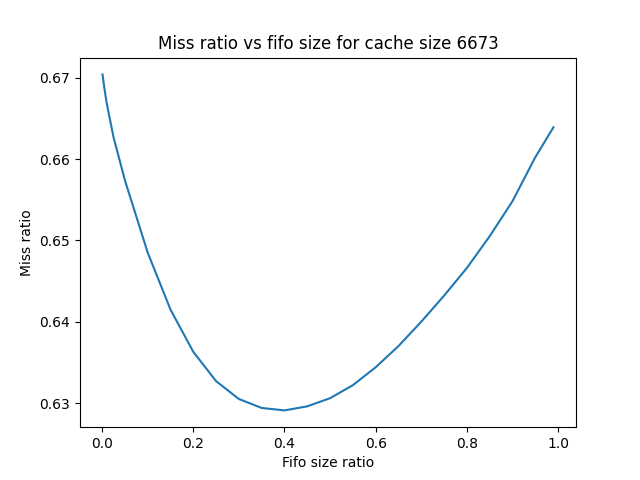 Miss ratio vs fifo size for cache size 6673
0.67
0.66
0.65
0.64
0.63
Miss ratio
0.0 0.2 0.4 0.6 0.8 1.0
Fifo size ratio